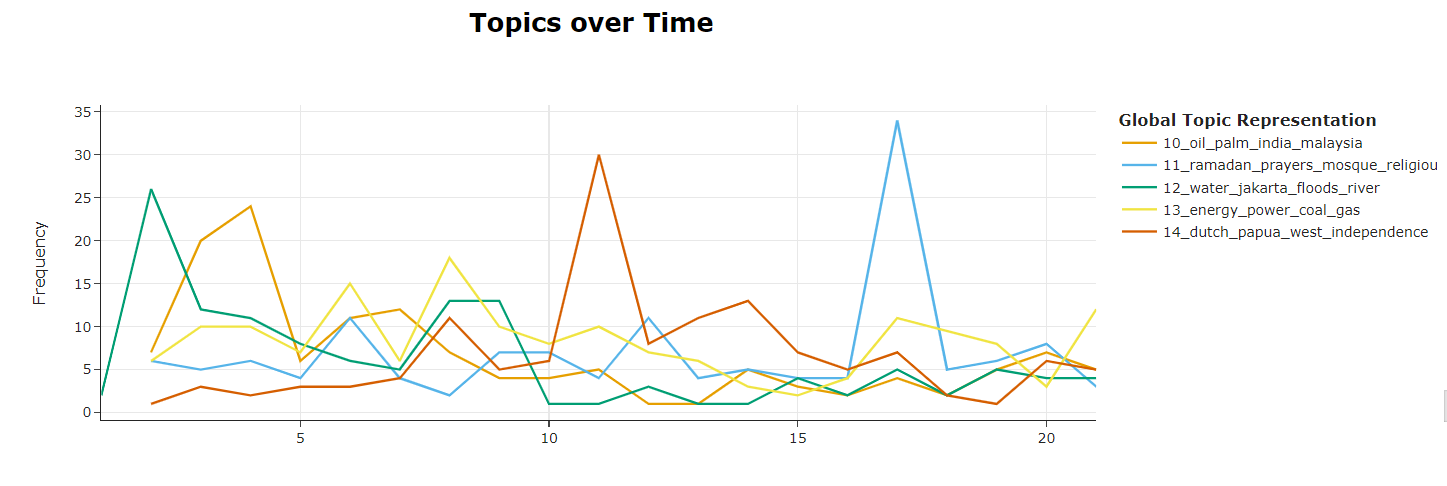 Topics over Time
Frequency
35
30
25
20
15
10
5
0
5
10
15
20
Global Topic Representation
10_oil_palm_india_malaysia
11_ramadan_prayers_mosque_religiou
12_water_jakarta_floods_river
13_energy_power_coal_gas
14_dutch_papua_west_independence